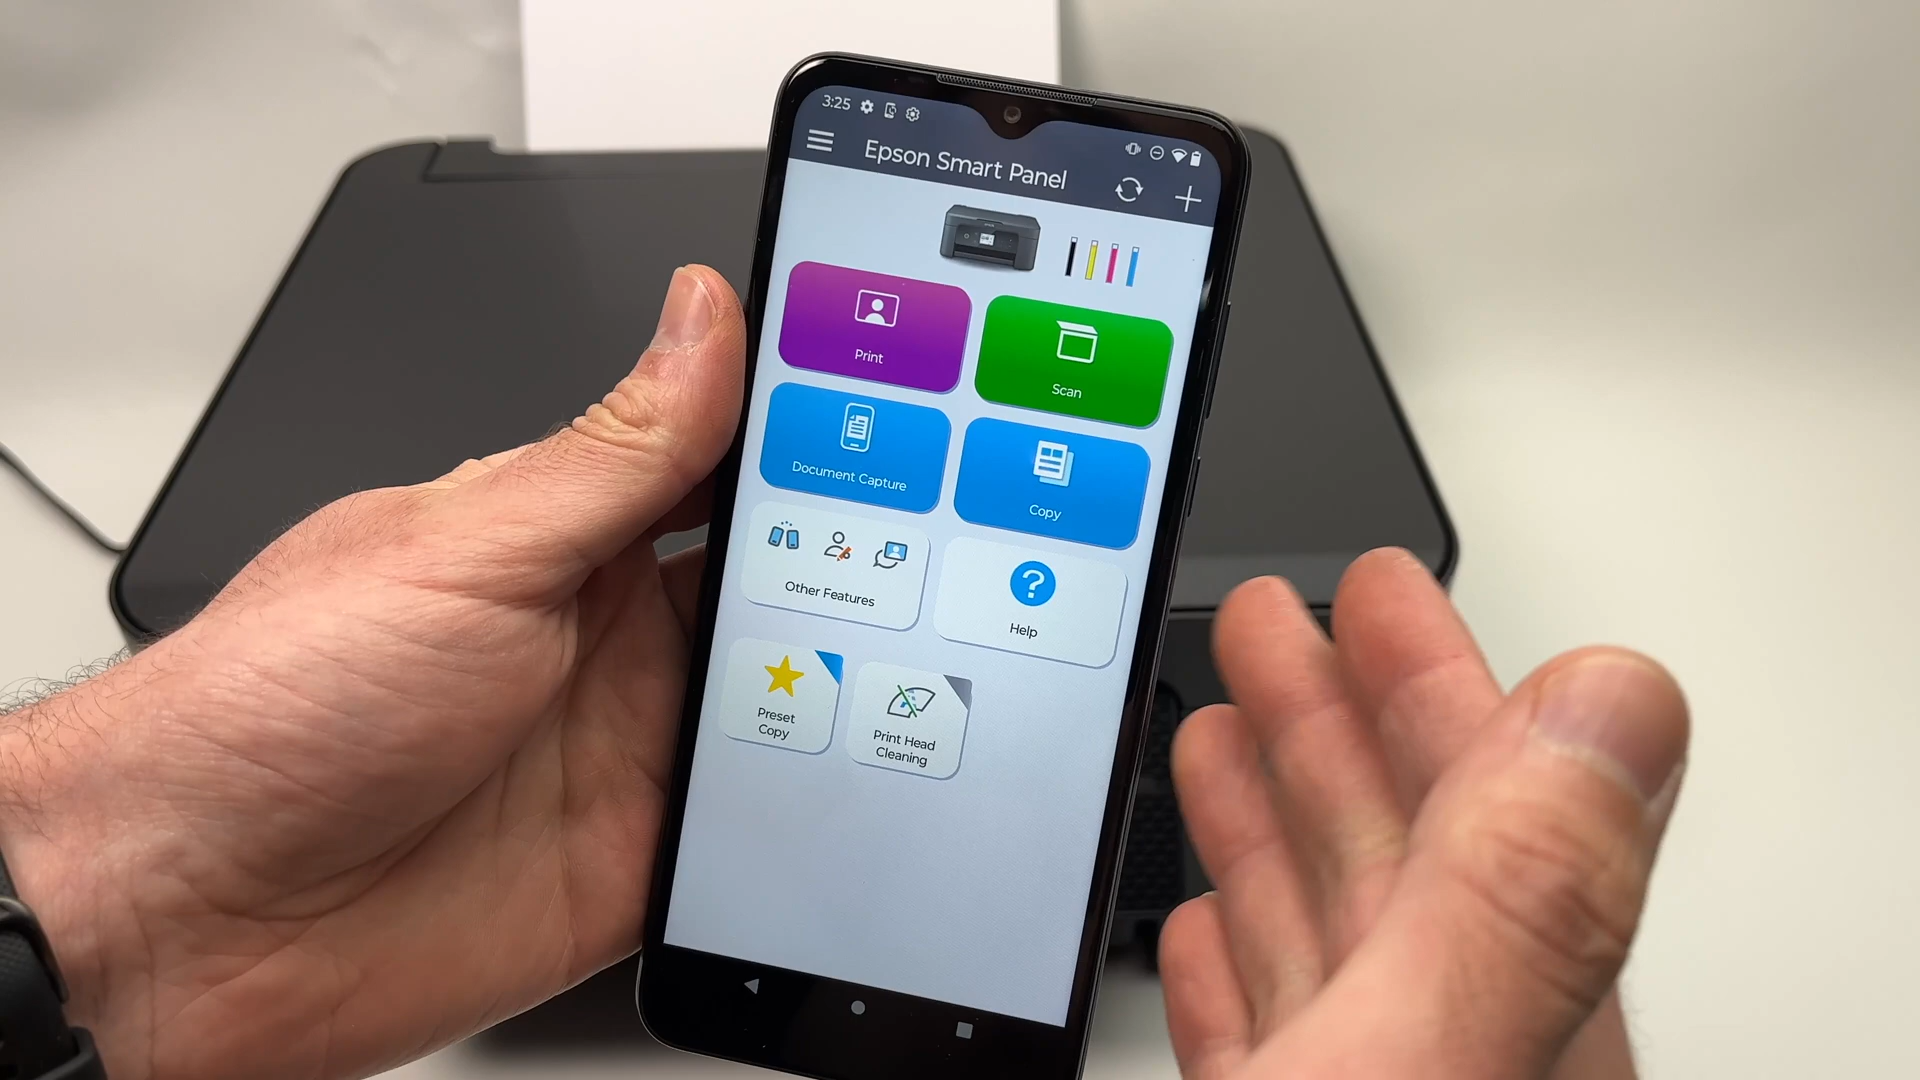 3:25
Epson Smart Panel
Print
Scan
Document Capture
Copy
Other Features
Help
Preset
Copy
Print Head
Cleaning